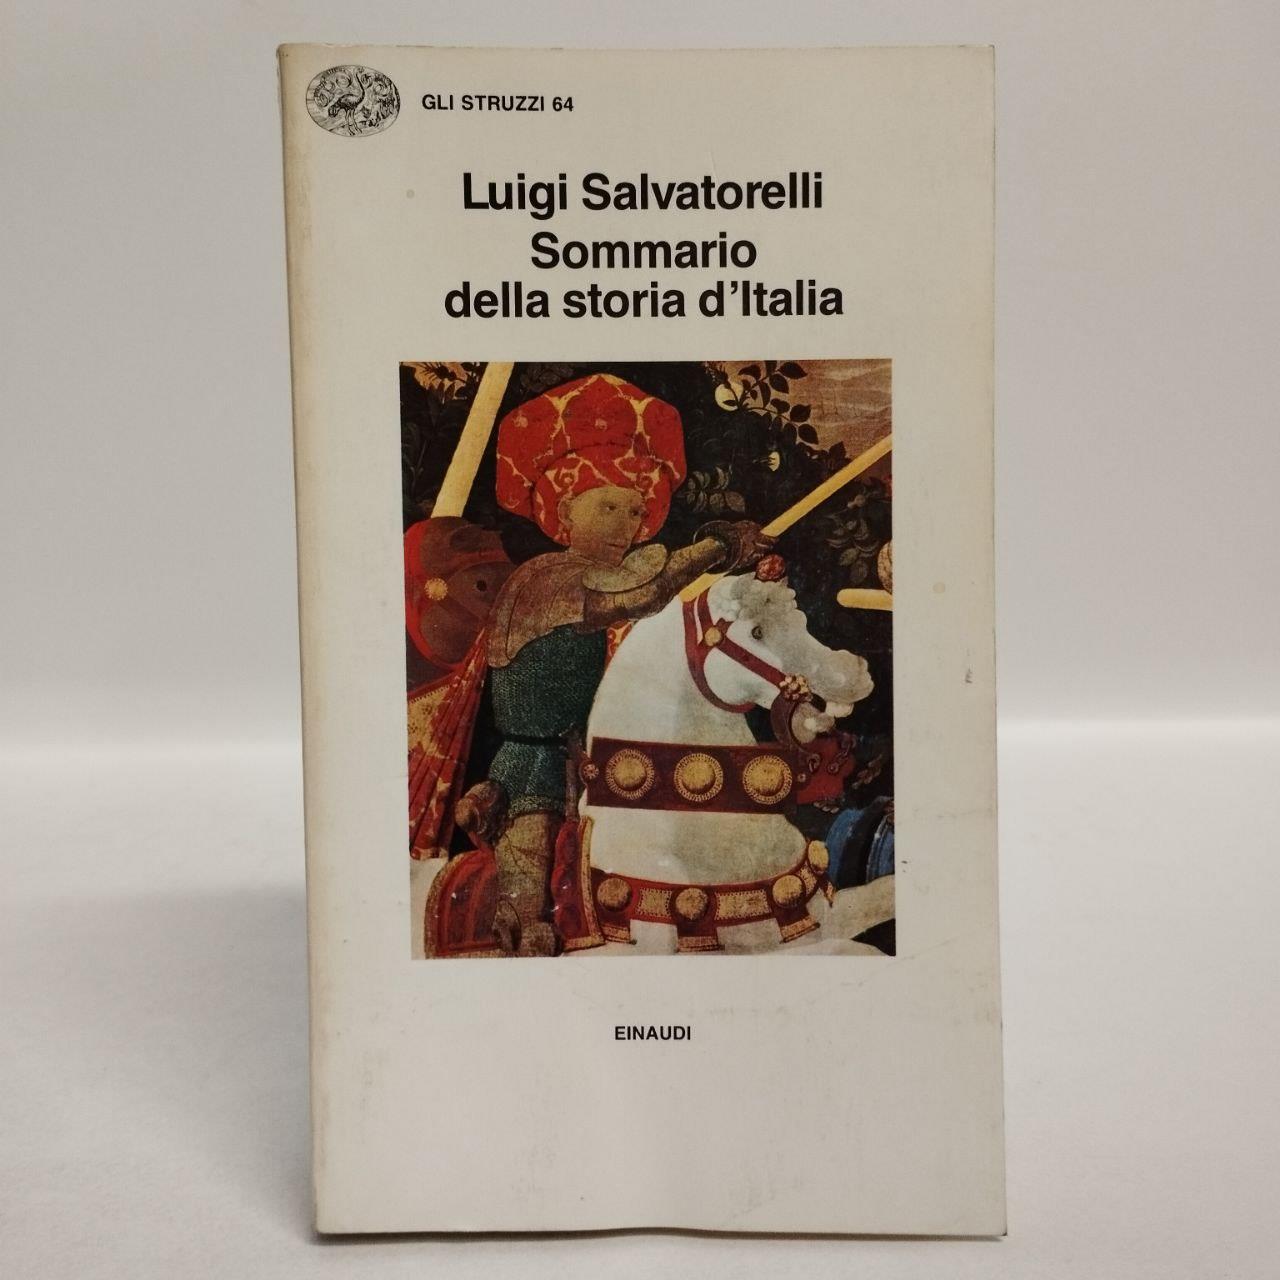 GLI STRUZZI 64
Luigi Salvatorelli
Sommario
della storia d'Italia
EINAUDI